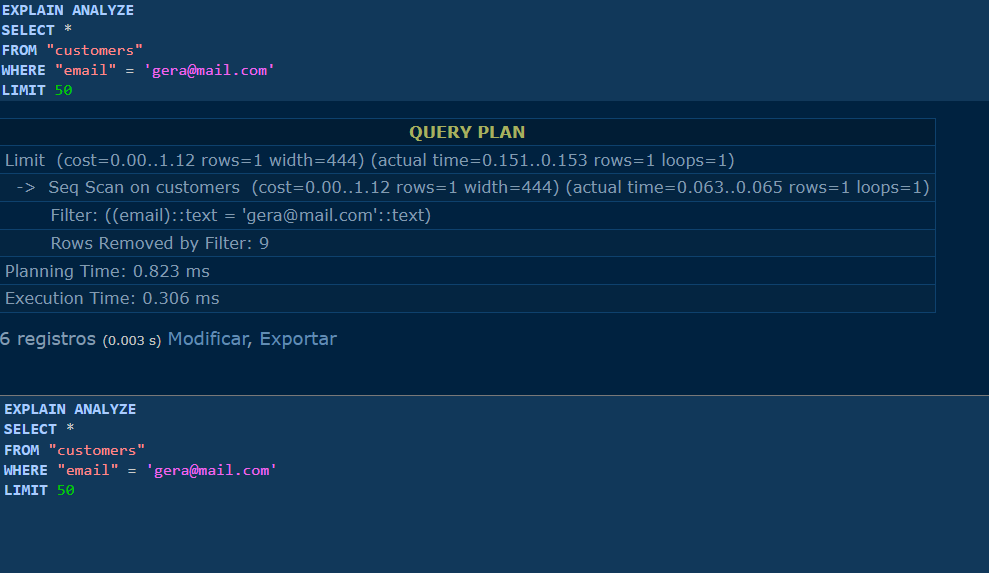 EXPLAIN ANALYZE
SELECT *
FROM "customers"
WHERE "email" = 'gera@mail.com'
LIMIT 50
QUERY PLAN
Limit  (cost=0.00..1.12 rows=1 width=444) (actual time=0.151..0.153 rows=1 loops=1)
->  Seq Scan on customers  (cost=0.00..1.12 rows=1 width=444) (actual time=0.063..0.065 rows=1 loops=1)
Filter: ((email)::text = 'gera@mail.com'::text)
Rows Removed by Filter: 9
Planning Time: 0.823 ms
Execution Time: 0.306 ms
6 registros (0.003 s) Modificar, Exportar
EXPLAIN ANALYZE
SELECT *
FROM "customers"
WHERE "email" = 'gera@mail.com'
LIMIT 50